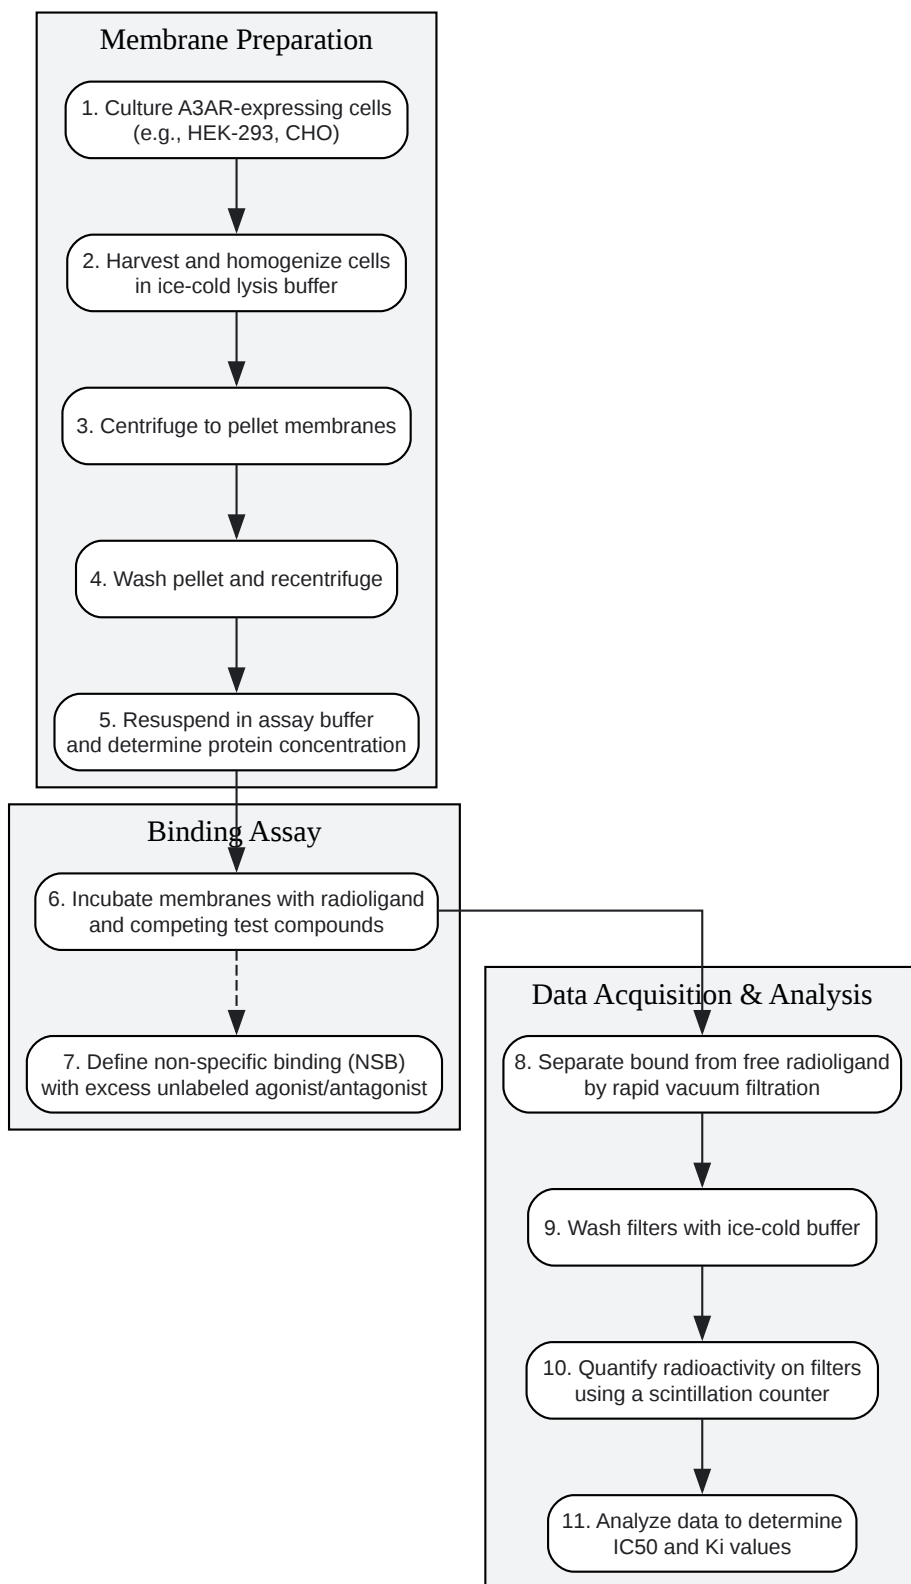 Membrane Preparation
1. Culture A3AR-expressing cells
(e.g., HEK-293, CHO)
2. Harvest and homogenize cells
in ice-cold lysis buffer
3. Centrifuge to pellet membranes
4. Wash pellet and recentrifuge
5. Resuspend in assay buffer
and determine protein concentration
Binding Assay
6. Incubate membranes with radioligand
and competing test compounds
7. Define non-specific binding (NSB)
with excess unlabeled agonist/antagonist
Data Acquisition & Analysis
8. Separate bound from free radioligand
by rapid vacuum filtration
9. Wash filters with ice-cold buffer
10. Quantify radioactivity on filters
using a scintillation counter
11. Analyze data to determine
IC50 and Ki values